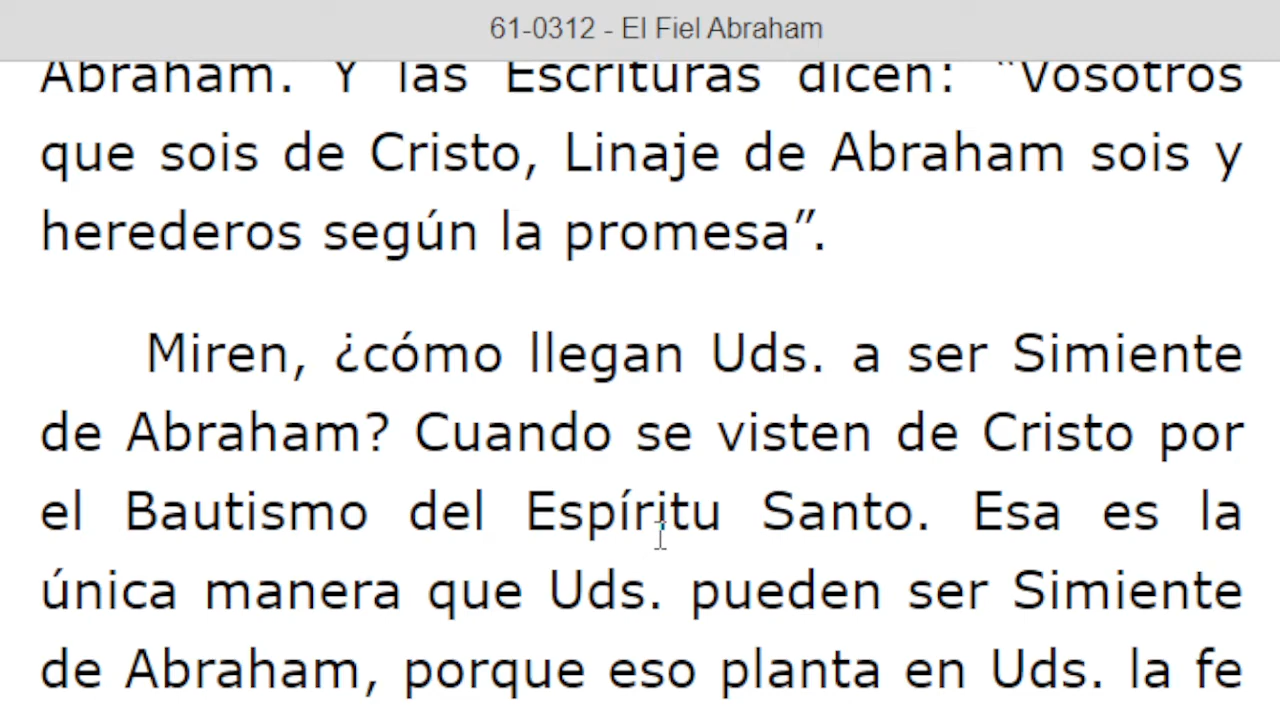 61-0312 - El Fiel Abraham
Abraham. Y las Escrituras dicen: “Vosotros
que sois de Cristo, Linaje de Abraham sois y
herederos según la promesa”.
Miren, ¿cómo llegan Uds. a ser Simiente
de Abraham? Cuando se visten de Cristo por
el Bautismo del Espíritu Santo. Esa es la
única manera que Uds. pueden ser Simiente
de Abraham, porque eso planta en Uds. la fe